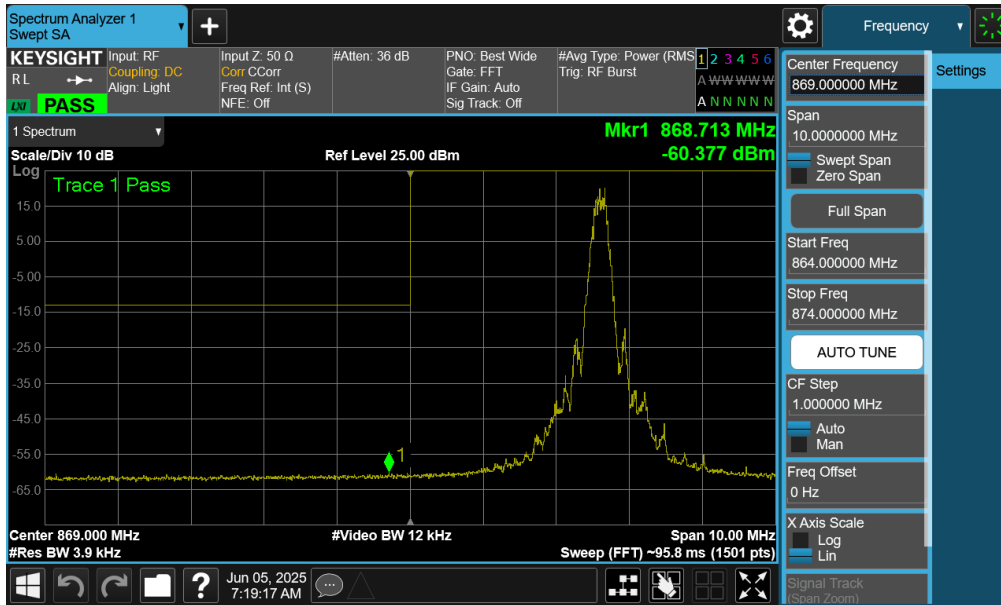 Spectrum Analyzer 1
Swept SA
Frequency
KEYSIGHT
RL
LXI
PASS
Input: RF
Coupling: DC
Align: Light
Input Z: 50 Ω
Corr CCorr
Freq Ref: Int (S)
NFE: Off
#Atten: 36 dB
PNO: Best Wide
Gate: FFT
IF Gain: Auto
Sig Track: Off
#Avg Type: Power (RMS
Trig: RF Burst
1 2 3 4 5 6
A W W W W W
A N N N N N
Settings
1 Spectrum
Scale/Div 10 dB
Ref Level 25.00 dBm
Mkr1 868.713 MHz
-60.377 dBm
Log
Trace 1 Pass
15.0
5.00
-5.00
-15.0
-25.0
-35.0
-45.0
-55.0
-65.0
1
Center 869.000 MHz
#Res BW 3.9 kHz
#Video BW 12 kHz
Span 10.00 MHz
Sweep (FFT) ~95.8 ms (1501 pts)
Center Frequency
869.000000 MHz
Span
10.0000000 MHz
Swept Span
Zero Span
Full Span
Start Freq
864.000000 MHz
Stop Freq
874.000000 MHz
AUTO TUNE
CF Step
1.000000 MHz
Auto
Man
Freq Offset
0 Hz
X Axis Scale
Log
Lin
Signal Track
(Span Zoom)
?
Jun 05, 2025
7:19:17 AM